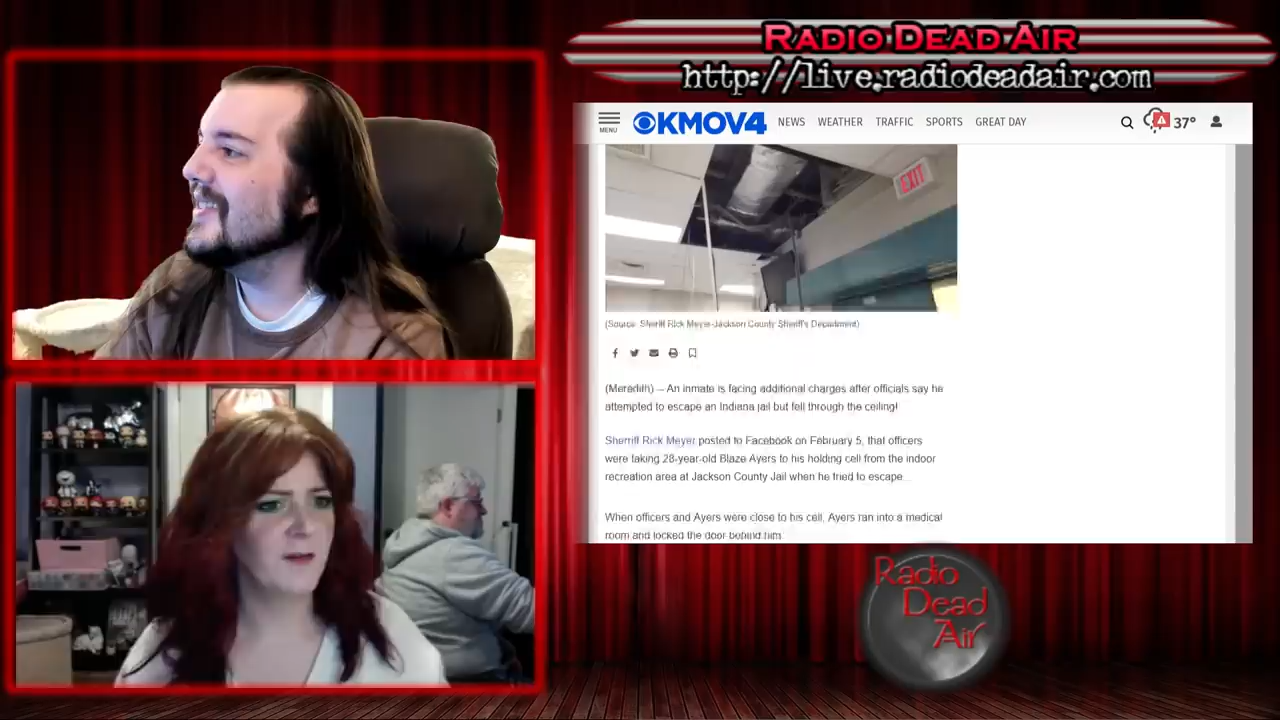 RADIO DEAD AIR
http://live.radiodeadair.com
MENU
KMOV4 NEWS WEATHER TRAFFIC SPORTS GREAT DAY 37°
EXIT
(Source: Sherriff Rick Meyer-Jackson County Sheriff's Department)
(Meredith) -- An inmate is facing additional charges after officials say he
attempted to escape an Indiana jail but fell through the ceiling!
Sherriff Rick Meyer posted to Facebook on February 5, that officers
were taking 28-year-old Blaze Ayers to his holding cell from the indoor
recreation area at Jackson County Jail when he tried to escape.
When officers and Ayers were close to his cell, Ayers ran into a medical
room and locked the door behind him
Radio
Dead
Air